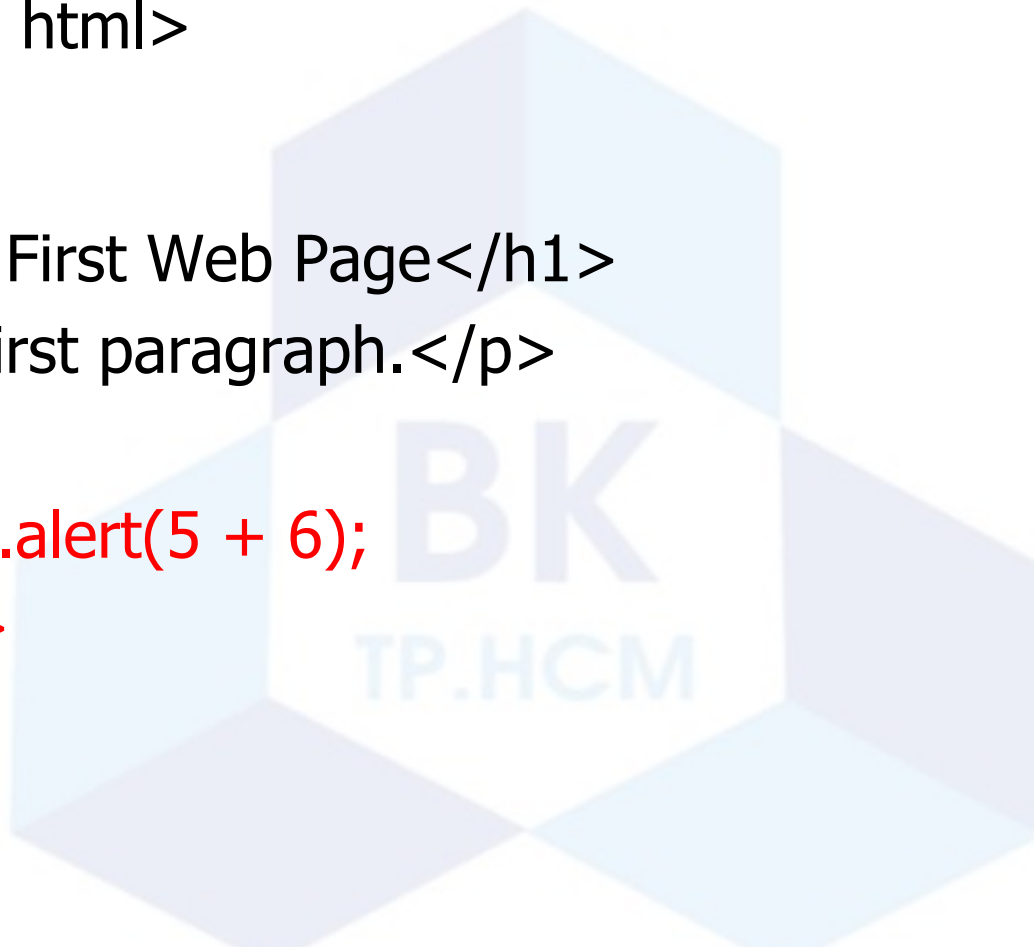 html>
First Web Page</h1>
irst paragraph.</p>
.alert(5 + 6);
>
BK
TP.HCM